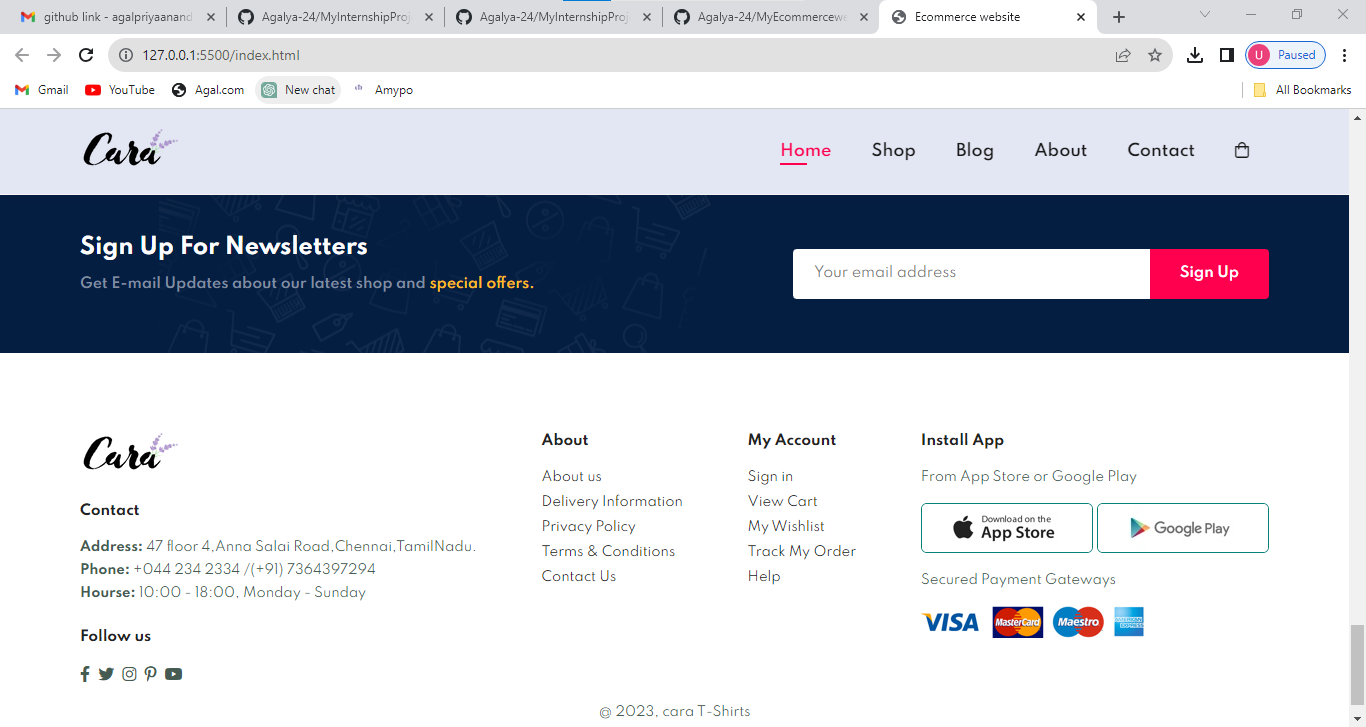 github link - agalpriyaanand
Agalya-24/MyInternshipProj
Agalya-24/MyInternshipProj
Agalya-24/MyEcommercewe
Ecommerce website
127.0.0.1:5500/index.html
U Paused
Gmail
YouTube
Agal.com
New chat
Amypo
All Bookmarks
Cara
Home
Shop
Blog
About
Contact
Sign Up For Newsletters
Get E-mail Updates about our latest shop and special offers.
Your email address
Sign Up
Cara
Contact
Address: 47 floor 4,Anna Salai Road,Chennai,TamilNadu.
Phone: +044 234 2334 /(+91) 7364397294
Hourse: 10:00 - 18:00, Monday - Sunday
Follow us
About
About us
Delivery Information
Privacy Policy
Terms & Conditions
Contact Us
My Account
Sign in
View Cart
My Wishlist
Track My Order
Help
Install App
From App Store or Google Play
Download on the
App Store
Google Play
Secured Payment Gateways
VISA
MasterCard
Maestro
AMERICAN
EXPRESS
@ 2023, cara T-Shirts